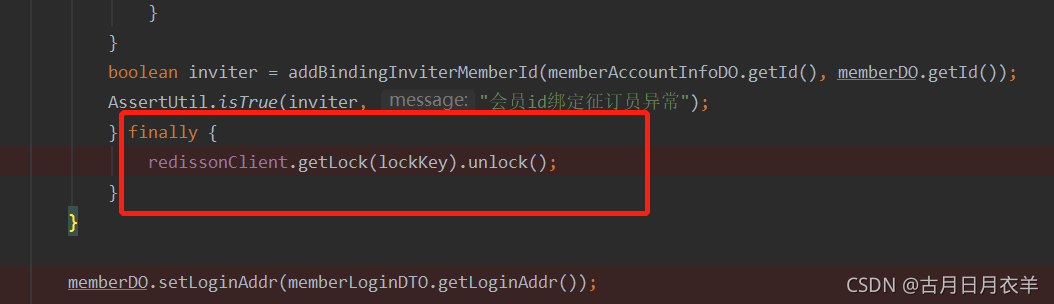 }
}
boolean inviter = addBindingInviterMemberId(memberAccountInfoDO.getId(), memberDO.getId());
AssertUtil.isTrue(inviter, message: "会员id绑定征订员异常");
} finally {
redissonClient.getLock(lockKey).unlock();
}
}
memberDO.setLoginAddr(memberLoginDTO.getLoginAddr());
CSDN @古月日月衣羊